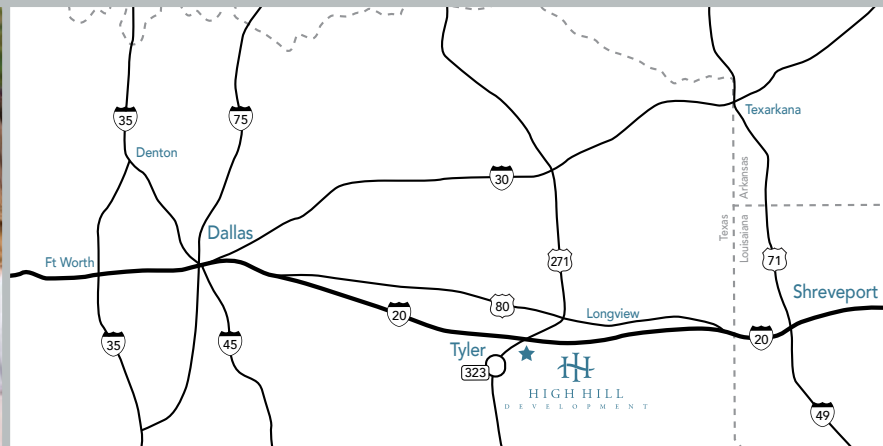 35
75
Texarkana
Denton
30
Arkansas
Texas
Louisaiana
Dallas
Ft Worth
271
71
Shreveport
80
Longview
20
20
35
45
Tyler
323
HIGH HILL
DEVELOPMENT
49